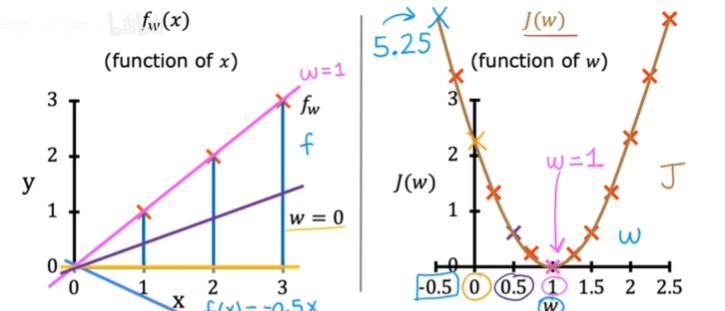 f_w(x)
(function of x)
w=1
3
f_w
f
2
y
1
w = 0
0
0 1 2 3
x
f(x)=-0.5x
J(w)
5.25
(function of w)
3
2
w=1
J(w)
J
1
w
0
-0.5 0 0.5 1 1.5 2 2.5
w